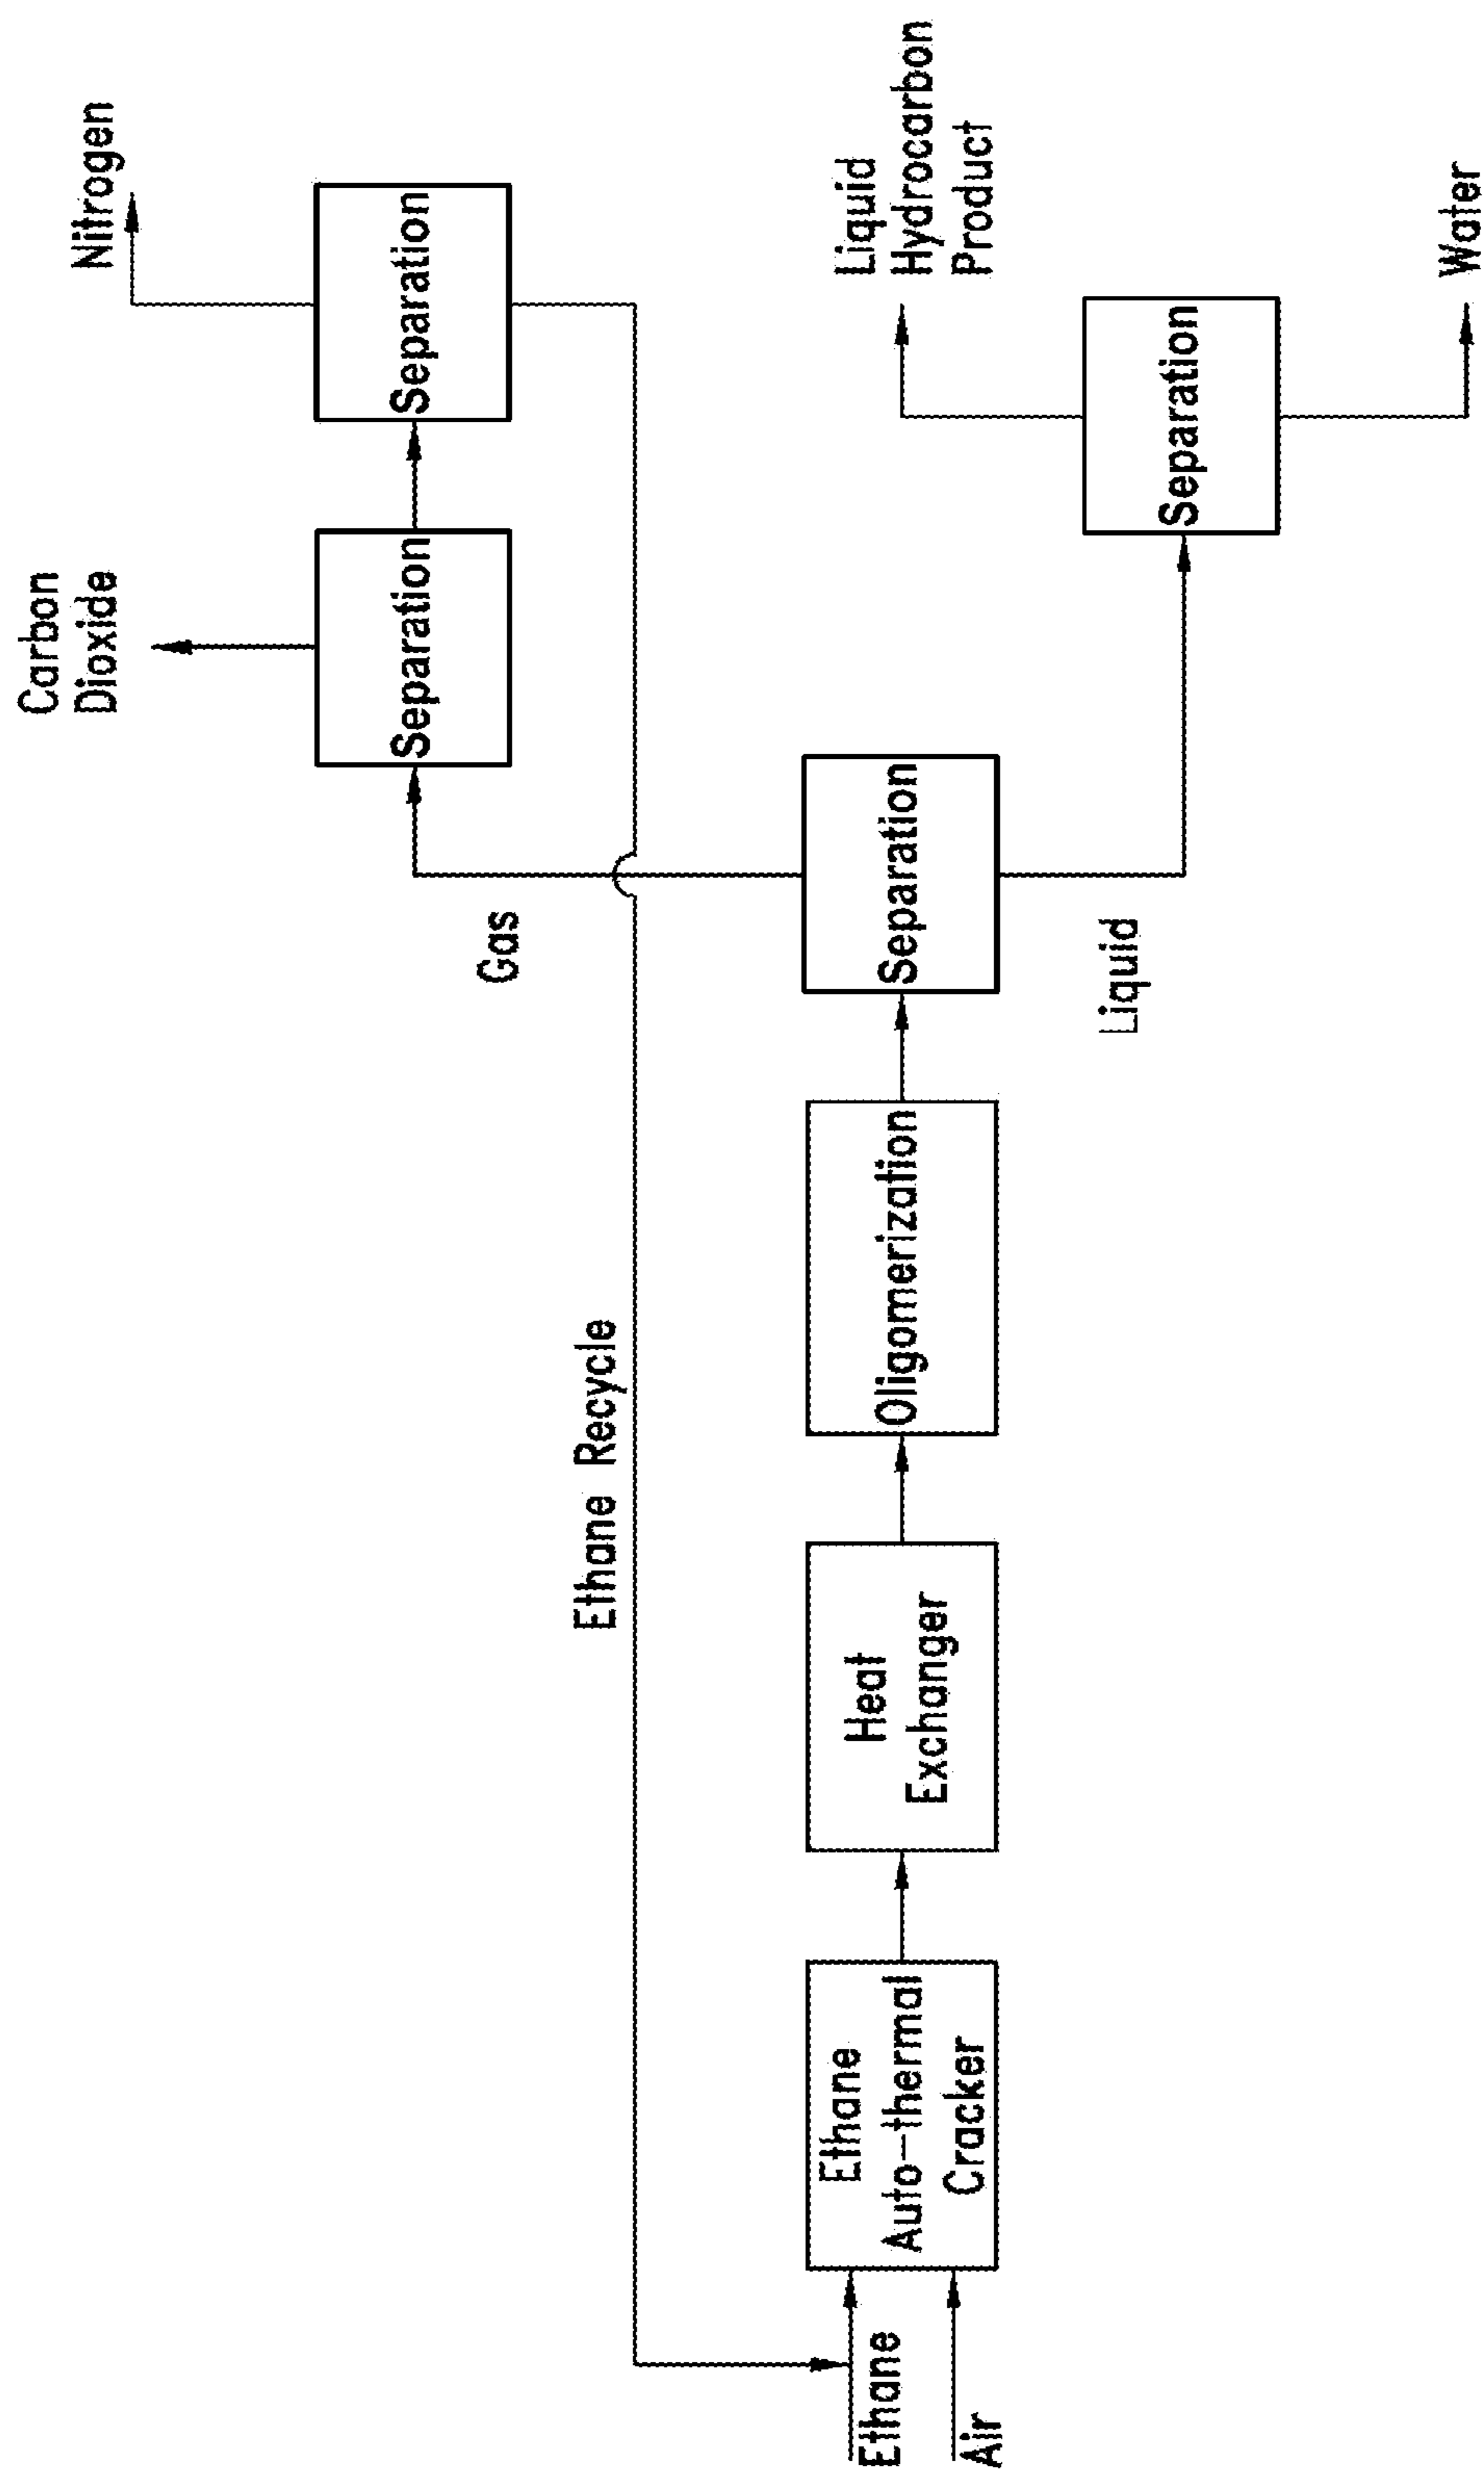 Carbon
Dioxide
Nitrogen
Separation
Separation
Gas
Ethane Recycle
Ethane
Air
Ethane
Auto-thermal
Cracker
Heat
Exchanger
Oligomerization
Separation
Liquid
Separation
Liquid
Hydrocarbon
Product
Water